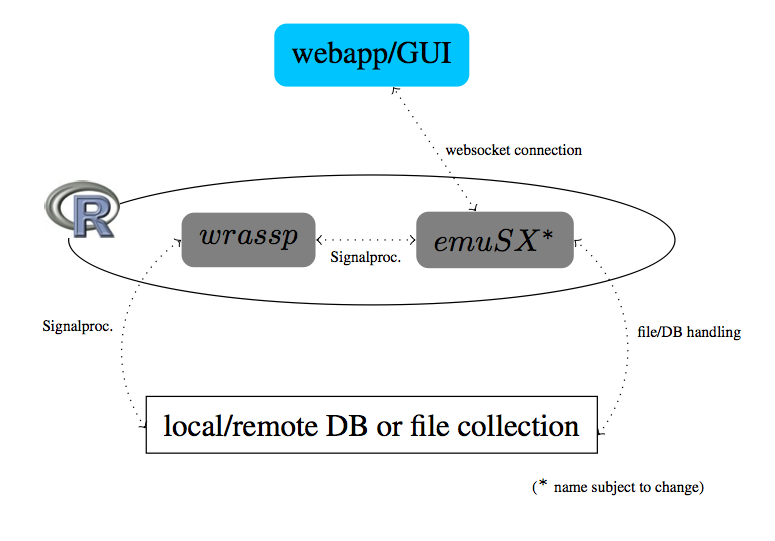 webapp/GUI
websocket connection
R
wrassp
emuSX*
Signalproc.
Signalproc.
file/DB handling
local/remote DB or file collection
(* name subject to change)